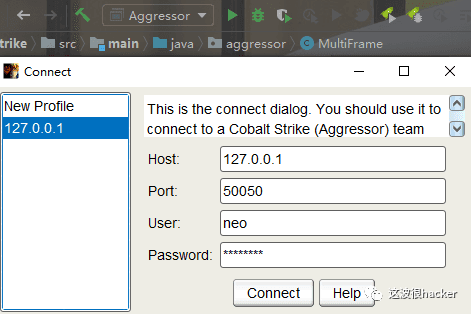 Aggressor
trike src main java aggressor MultiFrame
Connect
New Profile
127.0.0.1
This is the connect dialog. You should use it to
connect to a Cobalt Strike (Aggressor) team
Host: 127.0.0.1
Port: 50050
User: neo
Password: ********
Connect Help
这波很hacker